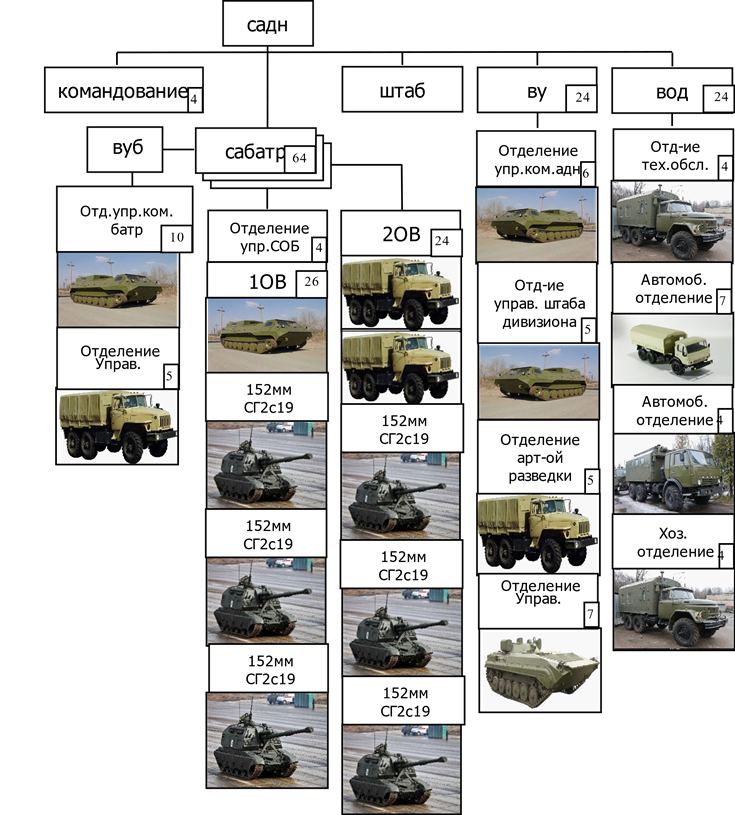 садн
командование
4
штаб
ву
24
вод
24
вуб
сабатр
64
Отд.упр.ком.
батр
10
Отделение
Управ.
5
Отделение
упр.СОБ
4
1ОВ
26
152мм
СГ2с19
152мм
СГ2с19
152мм
СГ2с19
2ОВ
24
152мм
СГ2с19
152мм
СГ2с19
152мм
СГ2с19
Отделение
упр.ком.адн
6
Отд-ие
управ. штаба
дивизиона
5
Отделение
арт-ой
разведки
5
Отделение
Управ.
7
Отд-ие
тех.обсл.
4
Автомоб.
отделение
7
Автомоб.
отделение
4
Хоз.
отделение
4